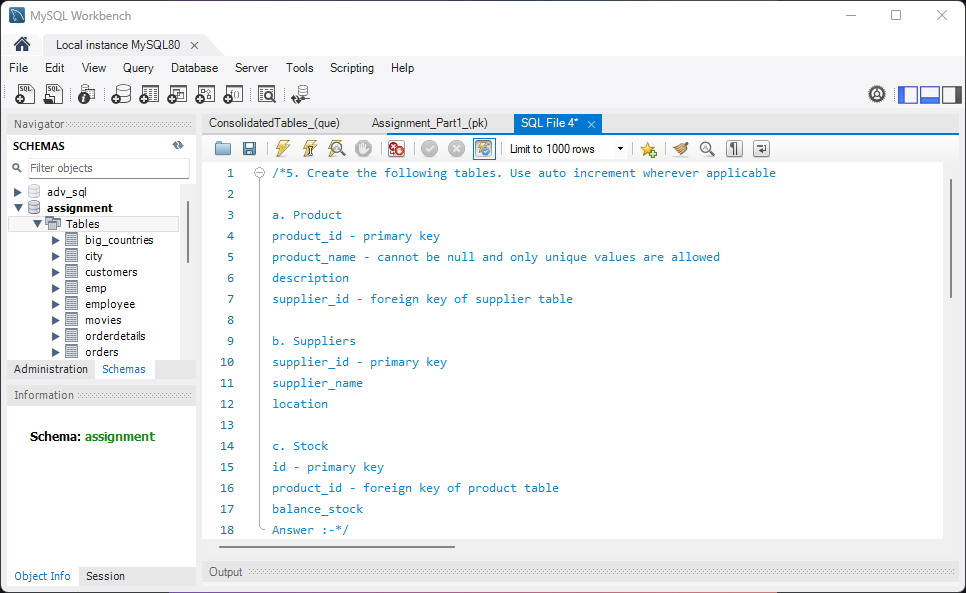 MySQL Workbench
Local instance MySQL80
File Edit View Query Database Server Tools Scripting Help
Navigator
SCHEMAS
Filter objects
adv_sql
assignment
Tables
big_countries
city
customers
emp
employee
movies
orderdetails
orders
Administration Schemas
Information
Schema: assignment
Object Info Session
ConsolidatedTables_(que) Assignment_Part1_(pk) SQL File 4*
Limit to 1000 rows
1 /*5. Create the following tables. Use auto increment wherever applicable
2
3 a. Product
4 product_id - primary key
5 product_name - cannot be null and only unique values are allowed
6 description
7 supplier_id - foreign key of supplier table
8
9 b. Suppliers
10 supplier_id - primary key
11 supplier_name
12 location
13
14 c. Stock
15 id - primary key
16 product_id - foreign key of product table
17 balance_stock
18 Answer :-*/
Output